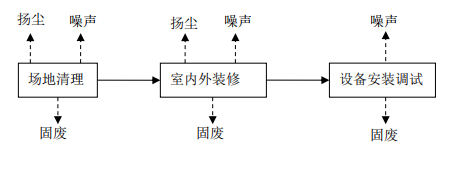 扬尘 噪声 扬尘 噪声 噪声
场地清理 室内外装修 设备安装调试
固废 固废 固废